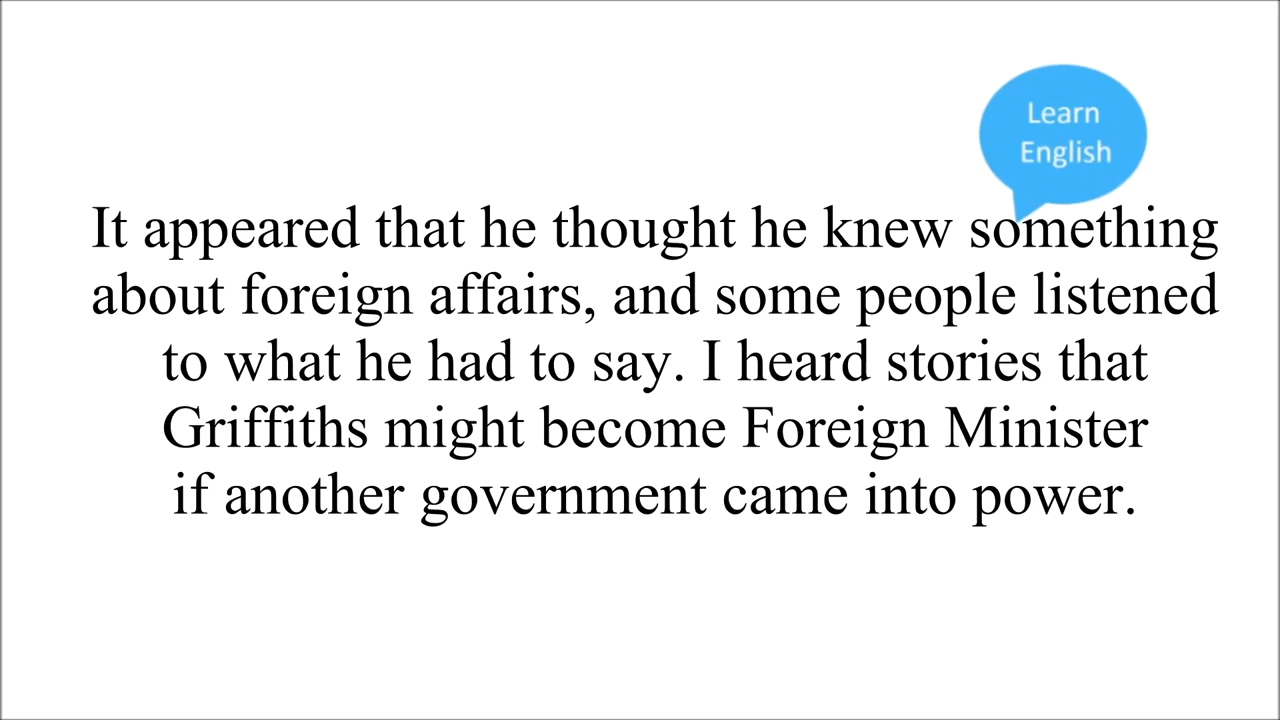 Learn
English
It appeared that he thought he knew something
about foreign affairs, and some people listened
to what he had to say. I heard stories that
Griffiths might become Foreign Minister
if another government came into power.